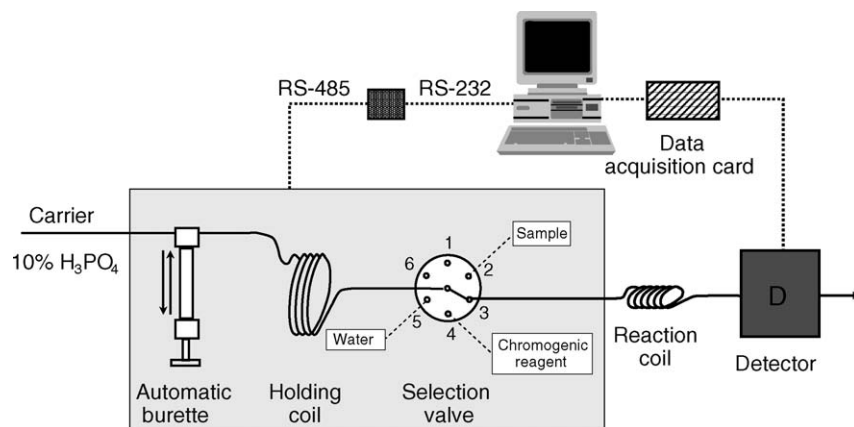 RS-485
RS-232
Data
acquisition card
Carrier
10% H₃PO₄
1
Sample
6
2
5
3
Water
4
Chromogenic
reagent
D
Reaction
coil
Detector
Automatic
burette
Holding
coil
Selection
valve